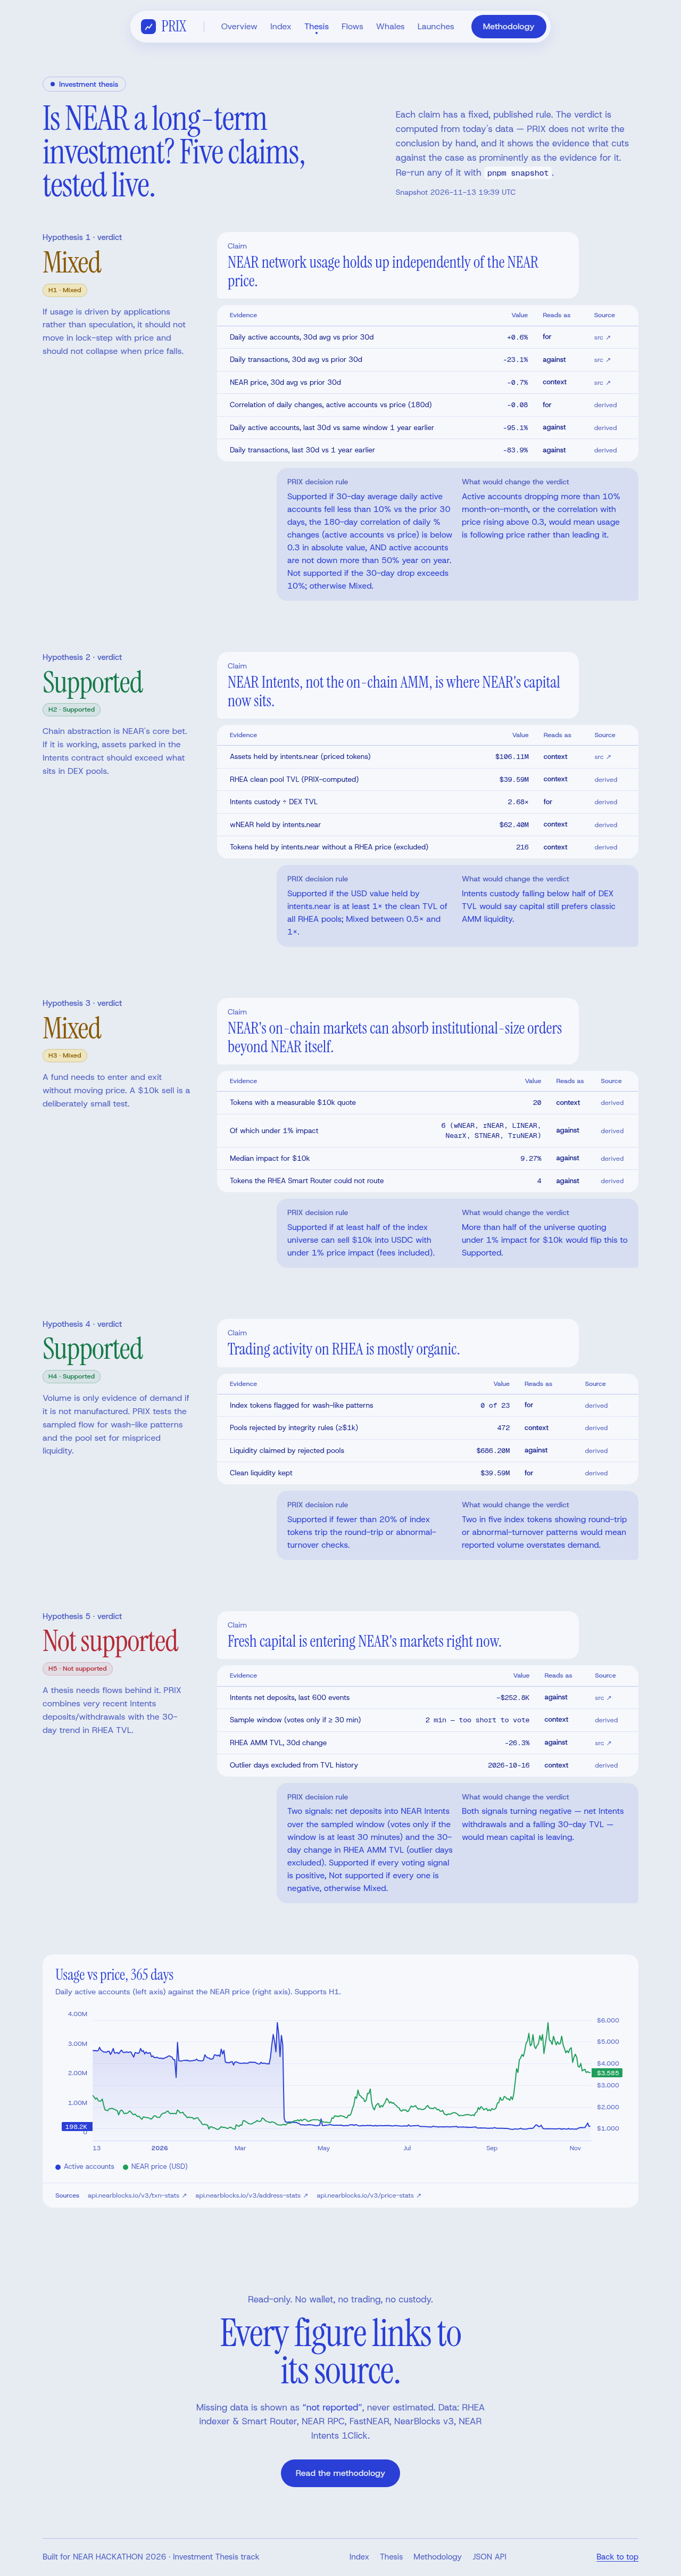 PRIX
Overview
Index
Thesis
Flows
Whales
Launches
Methodology
Investment thesis
Is NEAR a long-term
investment? Five claims,
tested live.
Each claim has a fixed, published rule. The verdict is
computed from today's data — PRIX does not write the
conclusion by hand, and it shows the evidence that cuts
against the case as prominently as the evidence for it.
Re-run any of it with pnpm snapshot.
Snapshot 2026-11-13 19:39 UTC
Hypothesis 1 · verdict
Mixed
H1 · Mixed
If usage is driven by applications
rather than speculation, it should not
move in lock-step with price and
should not collapse when price falls.
Claim
NEAR network usage holds up independently of the NEAR
price.
Evidence Value Reads as Source
Daily active accounts, 30d avg vs prior 30d +0.6% for src ↗
Daily transactions, 30d avg vs prior 30d -23.1% against src ↗
NEAR price, 30d avg vs prior 30d -0.7% context src ↗
Correlation of daily changes, active accounts vs price (180d) -0.08 for derived
Daily active accounts, last 30d vs same window 1 year earlier -95.1% against derived
Daily transactions, last 30d vs 1 year earlier -83.9% against derived
PRIX decision rule
Supported if 30-day average daily active
accounts fell less than 10% vs the prior 30
days, the 180-day correlation of daily %
changes (active accounts vs price) is below
0.3 in absolute value, AND active accounts
are not down more than 50% year on year.
Not supported if the 30-day drop exceeds
10%; otherwise Mixed.
What would change the verdict
Active accounts dropping more than 10%
month-on-month, or the correlation with
price rising above 0.3, would mean usage
is following price rather than leading it.
Hypothesis 2 · verdict
Supported
H2 · Supported
Chain abstraction is NEAR's core bet.
If it is working, assets parked in the
Intents contract should exceed what
sits in DEX pools.
Claim
NEAR Intents, not the on-chain AMM, is where NEAR's capital
now sits.
Evidence Value Reads as Source
Assets held by intents.near (priced tokens) $106.11M context src ↗
RHEA clean pool TVL (PRIX-computed) $39.59M context derived
Intents custody ÷ DEX TVL 2.68× for derived
wNEAR held by intents.near $62.40M context derived
Tokens held by intents.near without a RHEA price (excluded) 216 context derived
PRIX decision rule
Supported if the USD value held by
intents.near is at least 1× the clean TVL of
all RHEA pools; Mixed between 0.5× and
1×.
What would change the verdict
Intents custody falling below half of DEX
TVL would say capital still prefers classic
AMM liquidity.
Hypothesis 3 · verdict
Mixed
H3 · Mixed
A fund needs to enter and exit
without moving price. A $10k sell is a
deliberately small test.
Claim
NEAR's on-chain markets can absorb institutional-size orders
beyond NEAR itself.
Evidence Value Reads as Source
Tokens with a measurable $10k quote 20 context derived
Of which under 1% impact 6 (wNEAR, rNEAR, LINEAR, against derived
NearX, STNEAR, TruNEAR)
Median impact for $10k 9.27% against derived
Tokens the RHEA Smart Router could not route 4 against derived
PRIX decision rule
Supported if at least half of the index
universe can sell $10k into USDC with
under 1% price impact (fees included).
What would change the verdict
More than half of the universe quoting
under 1% impact for $10k would flip this to
Supported.
Hypothesis 4 · verdict
Supported
H4 · Supported
Volume is only evidence of demand if
it is not manufactured. PRIX tests the
sampled flow for wash-like patterns
and the pool set for mispriced
liquidity.
Claim
Trading activity on RHEA is mostly organic.
Evidence Value Reads as Source
Index tokens flagged for wash-like patterns 0 of 23 for derived
Pools rejected by integrity rules (≥$1k) 472 context derived
Liquidity claimed by rejected pools $686.20M against derived
Clean liquidity kept $39.59M for derived
PRIX decision rule
Supported if fewer than 20% of index
tokens trip the round-trip or abnormal-
turnover checks.
What would change the verdict
Two in five index tokens showing round-trip
or abnormal-turnover patterns would mean
reported volume overstates demand.
Hypothesis 5 · verdict
Not supported
H5 · Not supported
A thesis needs flows behind it. PRIX
combines very recent Intents
deposits/withdrawals with the 30-
day trend in RHEA TVL.
Claim
Fresh capital is entering NEAR's markets right now.
Evidence Value Reads as Source
Intents net deposits, last 600 events -$252.8K against src ↗
Sample window (votes only if ≥ 30 min) 2 min — too short to vote context derived
RHEA AMM TVL, 30d change -26.3% against src ↗
Outlier days excluded from TVL history 2026-10-16 context derived
PRIX decision rule
Two signals: net deposits into NEAR Intents
over the sampled window (votes only if the
window is at least 30 minutes) and the 30-
day change in RHEA AMM TVL (outlier days
excluded). Supported if every voting signal
is positive, Not supported if every one is
negative, otherwise Mixed.
What would change the verdict
Both signals turning negative — net Intents
withdrawals and a falling 30-day TVL —
would mean capital is leaving.
Usage vs price, 365 days
Daily active accounts (left axis) against the NEAR price (right axis). Supports H1.
4.00M
3.00M
2.00M
1.00M
198.2K
$6.000
$5.000
$4.000
$3.585
$3.000
$2.000
$1.000
13 2026 Mar May Jul Sep Nov
Active accounts NEAR price (USD)
Sources api.nearblocks.io/v3/txn-stats ↗ api.nearblocks.io/v3/address-stats ↗ api.nearblocks.io/v3/price-stats ↗
Read-only. No wallet, no trading, no custody.
Every figure links to
its source.
Missing data is shown as "not reported", never estimated. Data: RHEA
indexer & Smart Router, NEAR RPC, FastNEAR, NearBlocks v3, NEAR
Intents 1Click.
Read the methodology
Built for NEAR HACKATHON 2026 · Investment Thesis track
Index Thesis Methodology JSON API
Back to top